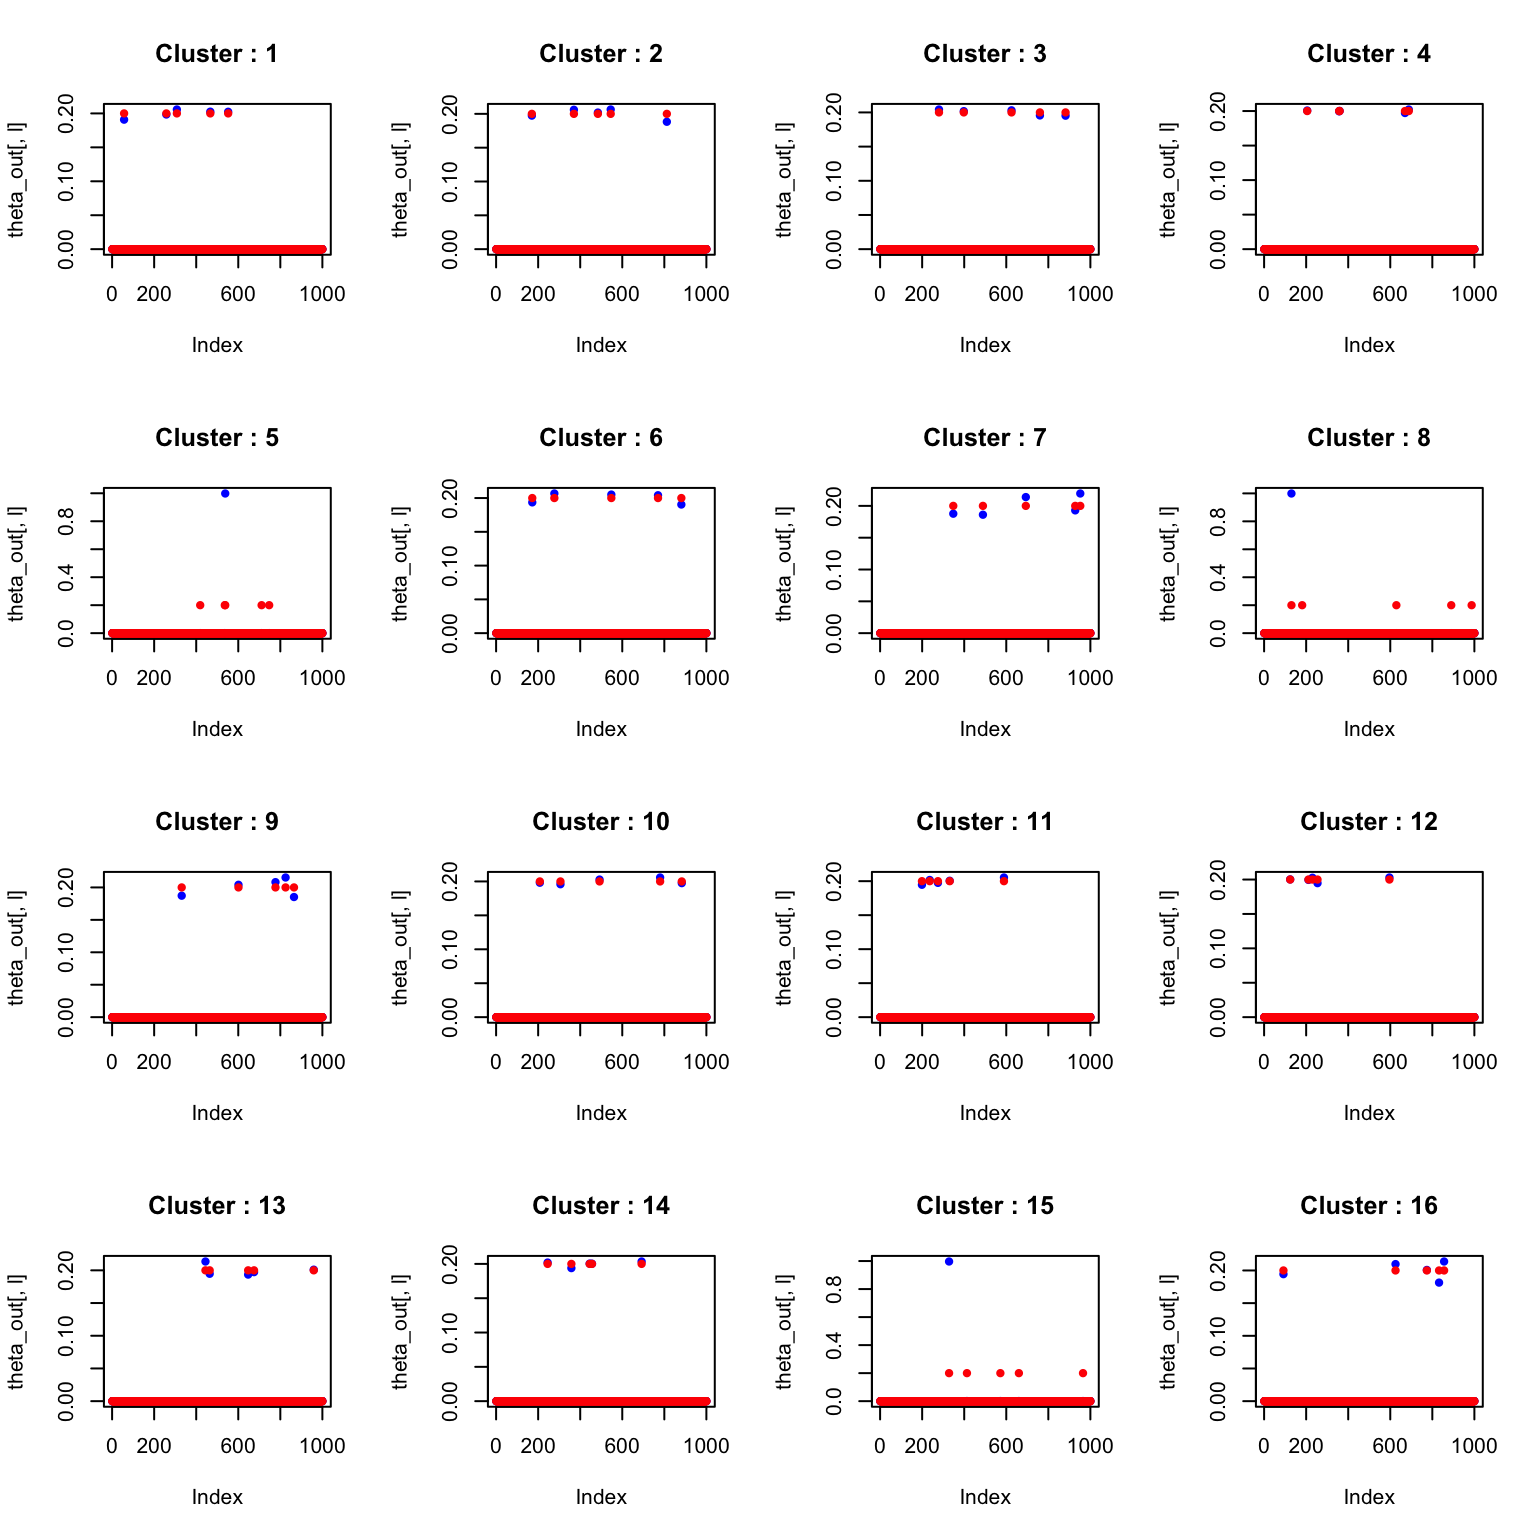 Cluster : 1
theta_out[, l]
0.00 0.10 0.20
0 200 600 1000
Index
Cluster : 2
theta_out[, l]
0.00 0.10 0.20
0 200 600 1000
Index
Cluster : 3
theta_out[, l]
0.00 0.10 0.20
0 200 600 1000
Index
Cluster : 4
theta_out[, l]
0.00 0.10 0.20
0 200 600 1000
Index
Cluster : 5
theta_out[, l]
0.0 0.4 0.8
0 200 600 1000
Index
Cluster : 6
theta_out[, l]
0.00 0.10 0.20
0 200 600 1000
Index
Cluster : 7
theta_out[, l]
0.00 0.10 0.20
0 200 600 1000
Index
Cluster : 8
theta_out[, l]
0.0 0.4 0.8
0 200 600 1000
Index
Cluster : 9
theta_out[, l]
0.00 0.10 0.20
0 200 600 1000
Index
Cluster : 10
theta_out[, l]
0.00 0.10 0.20
0 200 600 1000
Index
Cluster : 11
theta_out[, l]
0.00 0.10 0.20
0 200 600 1000
Index
Cluster : 12
theta_out[, l]
0.00 0.10 0.20
0 200 600 1000
Index
Cluster : 13
theta_out[, l]
0.00 0.10 0.20
0 200 600 1000
Index
Cluster : 14
theta_out[, l]
0.00 0.10 0.20
0 200 600 1000
Index
Cluster : 15
theta_out[, l]
0.0 0.4 0.8
0 200 600 1000
Index
Cluster : 16
theta_out[, l]
0.00 0.10 0.20
0 200 600 1000
Index